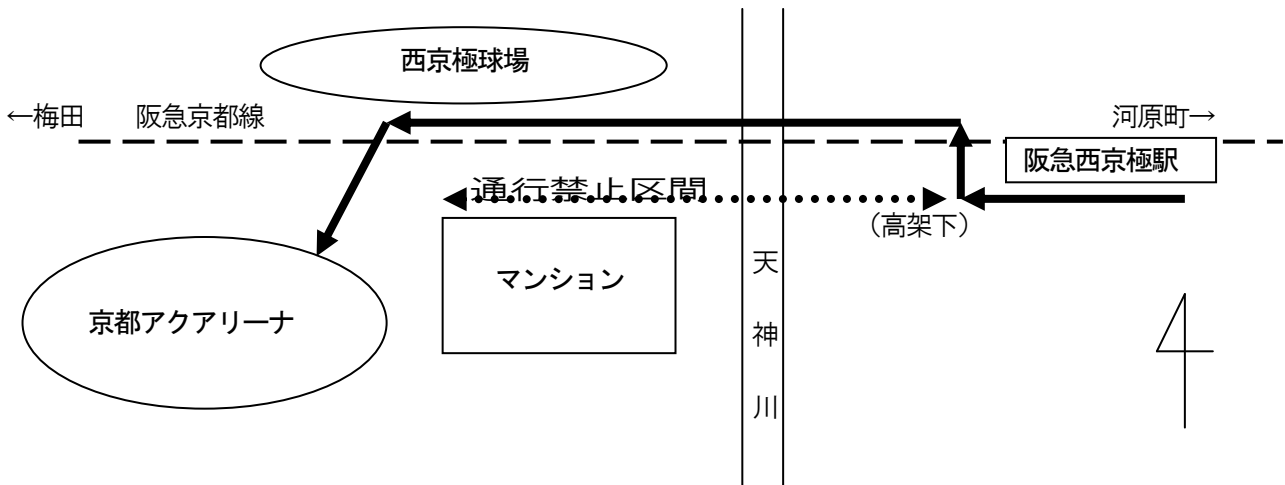 西京極球場
←梅田
阪急京都線
河原町→
阪急西京極駅
通行禁止区間
（高架下）
天神川
マンション
京都アクアリーナ